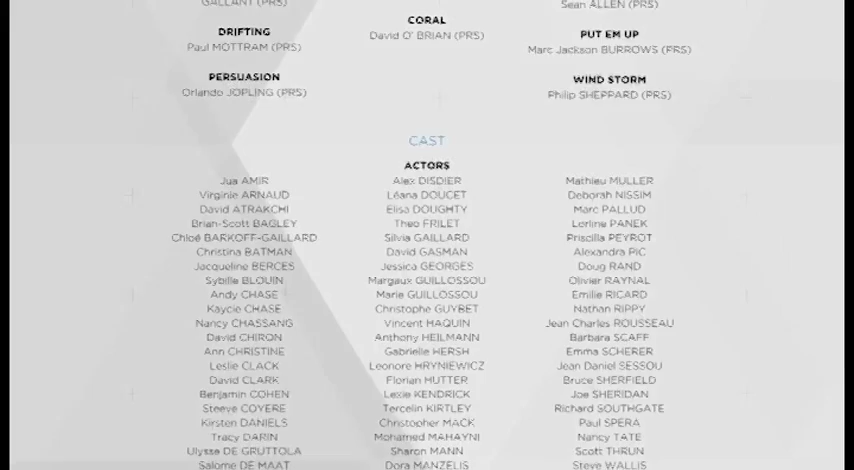 GALLANT (PRS)
DRIFTING
Paul MOTTRAM (PRS)
PERSUASION
Orlando JOPLING (PRS)
CORAL
David O' BRIAN (PRS)
Sean ALLEN (PRS)
PUT EM UP
Marc Jackson BURROWS (PRS)
WIND STORM
Philip SHEPPARD (PRS)
CAST
ACTORS
Jua AMIR
Virginie ARNAUD
David ATRAKCHI
Brian-Scott BAGLEY
Chloé BARKOFF-GAILLARD
Christina BATMAN
Jacqueline BERCES
Sybille BLOUIN
Andy CHASE
Kaycie CHASE
Nancy CHASSANG
David CHIRON
Ann CHRISTINE
Leslie CLACK
David CLARK
Benjamin COHEN
Steeve COYERE
Kirsten DANIELS
Tracy DARIN
Ulysse DE GRUTTOLA
Salome DE MAAT
Alex DISDIER
Léana DOUCET
Elisa DOUGHTY
Theo FRILET
Silvia GAILLARD
David GASMAN
Jessica GEORGES
Margaux GUILLOSSOU
Marie GUILLOSSOU
Christophe GUYBET
Vincent HAQUIN
Anthony HEILMANN
Gabrielle HERSH
Leonore HRYNIEWICZ
Florian HUTTER
Lexie KENDRICK
Tercelin KIRTLEY
Christopher MACK
Mohamed MAHAYNI
Sharon MANN
Dora MANZELIS
Mathieu MULLER
Deborah NISSIM
Marc PALLUD
Lorline PANEK
Priscilla PEYROT
Alexandra PIC
Doug RAND
Olivier RAYNAL
Emilie RICARD
Nathan RIPPY
Jean Charles ROUSSEAU
Barbara SCAFF
Emma SCHERER
Jean Daniel SESSOU
Bruce SHERFIELD
Joe SHERIDAN
Richard SOUTHGATE
Paul SPERA
Nancy TATE
Scott THRUN
Steve WALLIS